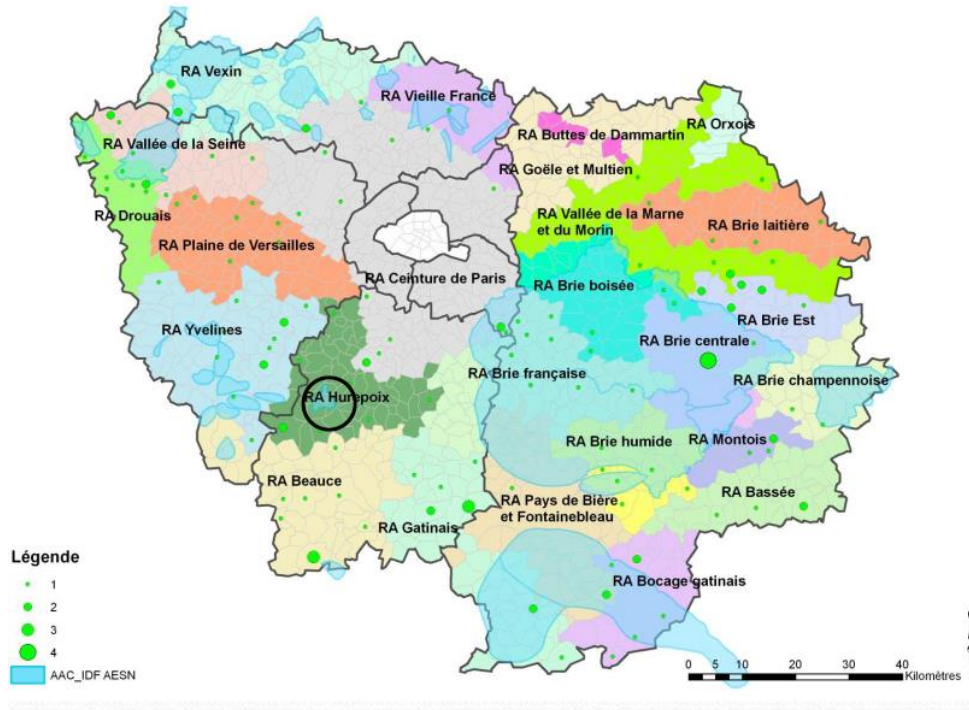 RA Vexin
RA Vieille France
RA Orxois
RA Buttes de Dammartin
RA Vallée de la Seine
RA Goële et Multien
RA Drouais
RA Vallée de la Marne
et du Morin
RA Brie laitière
RA Plaine de Versailles
RA Ceinture de Paris
RA Brie boisée
RA Yvelines
RA Brie Est
RA Brie centrale
RA Brie française
RA Brie champennoise
RA Hurepoix
RA Brie humide
RA Montois
RA Beauce
RA Bassée
RA Gatinais
RA Pays de Bière
et Fontainebleau
RA Bocage gatinais
Légende
1
2
3
4
AAC_IDF AESN
0 5 10 20 30 40
Kilomètres